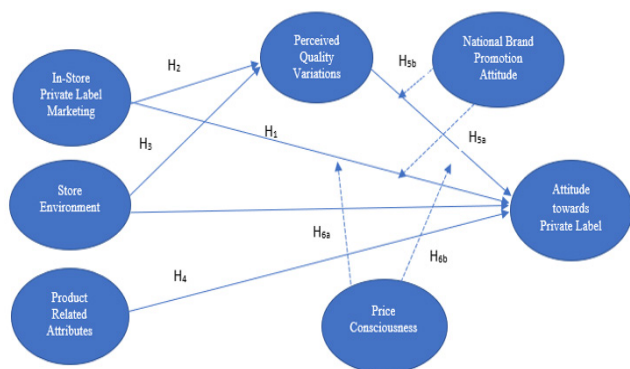 Perceived
Quality
Variations
National Brand
Promotion
Attitude
In-Store
Private Label
Marketing
H2
H5b
H1
H3
H5a
Store
Environment
Attitude
towards
Private Label
H6a
H6b
H4
Product
Related
Attributes
Price
Consciousness